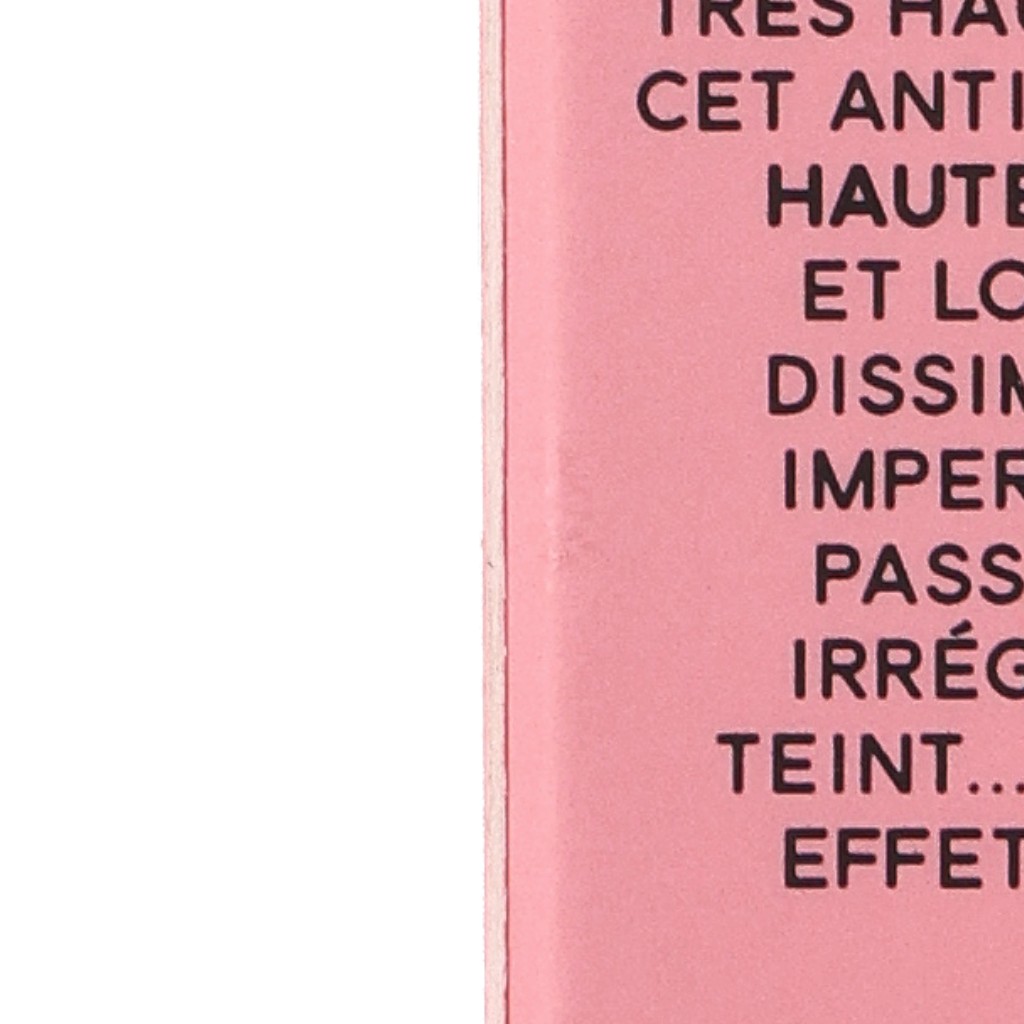 TRÈS HAU
CET ANTI
HAUTE
ET LO
DISSIM
IMPER
PASS
IRRÉG
TEINT...
EFFET